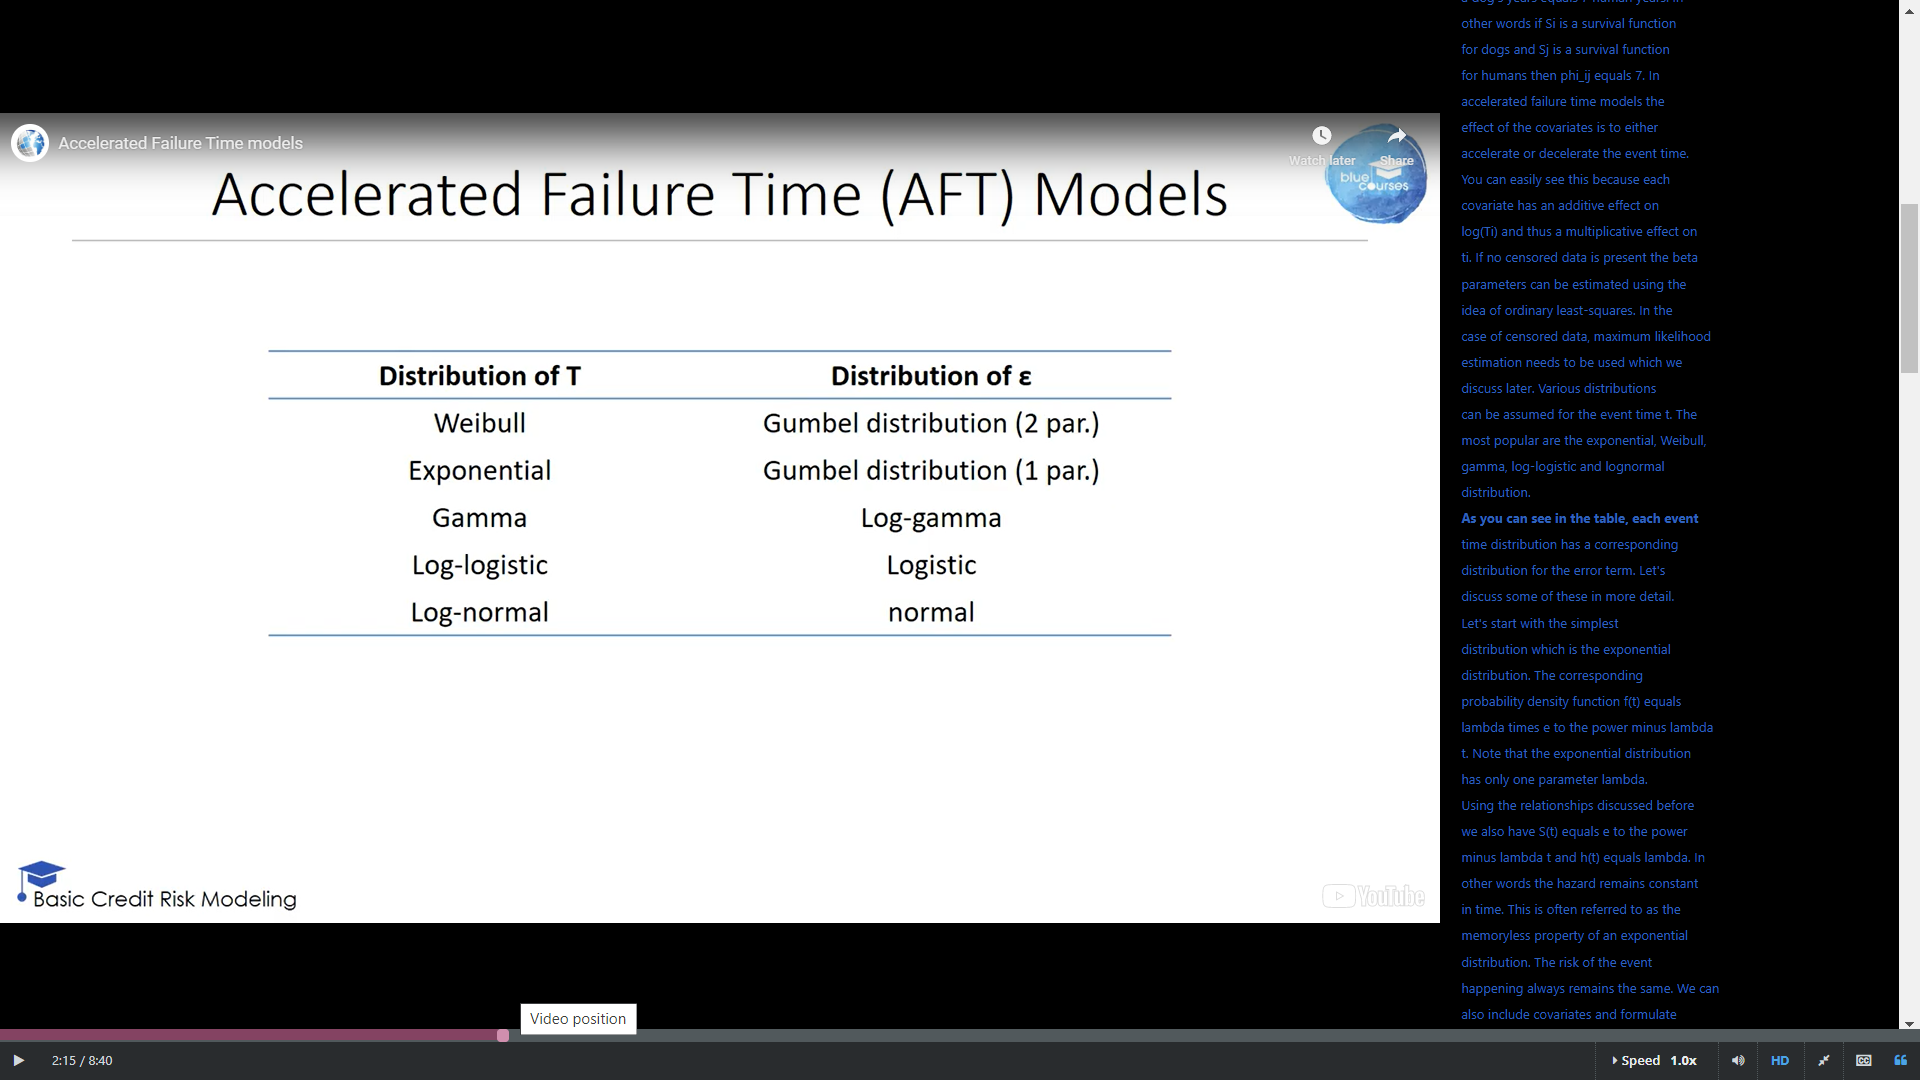 Accelerated Failure Time models
Watch later
Share
blue
courses
Accelerated Failure Time (AFT) Models
Distribution of T Distribution of ε
Weibull Gumbel distribution (2 par.)
Exponential Gumbel distribution (1 par.)
Gamma Log-gamma
Log-logistic Logistic
Log-normal normal
Basic Credit Risk Modeling
YouTube
Video position
2:15 / 8:40
Speed 1.0x
HD
CC
a dog's years equals 7 human years. In
other words if Si is a survival function
for dogs and Sj is a survival function
for humans then phi_ij equals 7. In
accelerated failure time models the
effect of the covariates is to either
accelerate or decelerate the event time.
You can easily see this because each
covariate has an additive effect on
log(Ti) and thus a multiplicative effect on
ti. If no censored data is present the beta
parameters can be estimated using the
idea of ordinary least-squares. In the
case of censored data, maximum likelihood
estimation needs to be used which we
discuss later. Various distributions
can be assumed for the event time t. The
most popular are the exponential, Weibull,
gamma, log-logistic and lognormal
distribution.
As you can see in the table, each event
time distribution has a corresponding
distribution for the error term. Let's
discuss some of these in more detail.
Let's start with the simplest
distribution which is the exponential
distribution. The corresponding
probability density function f(t) equals
lambda times e to the power minus lambda
t. Note that the exponential distribution
has only one parameter lambda.
Using the relationships discussed before
we also have S(t) equals e to the power
minus lambda t and h(t) equals lambda. In
other words the hazard remains constant
in time. This is often referred to as the
memoryless property of an exponential
distribution. The risk of the event
happening always remains the same. We can
also include covariates and formulate